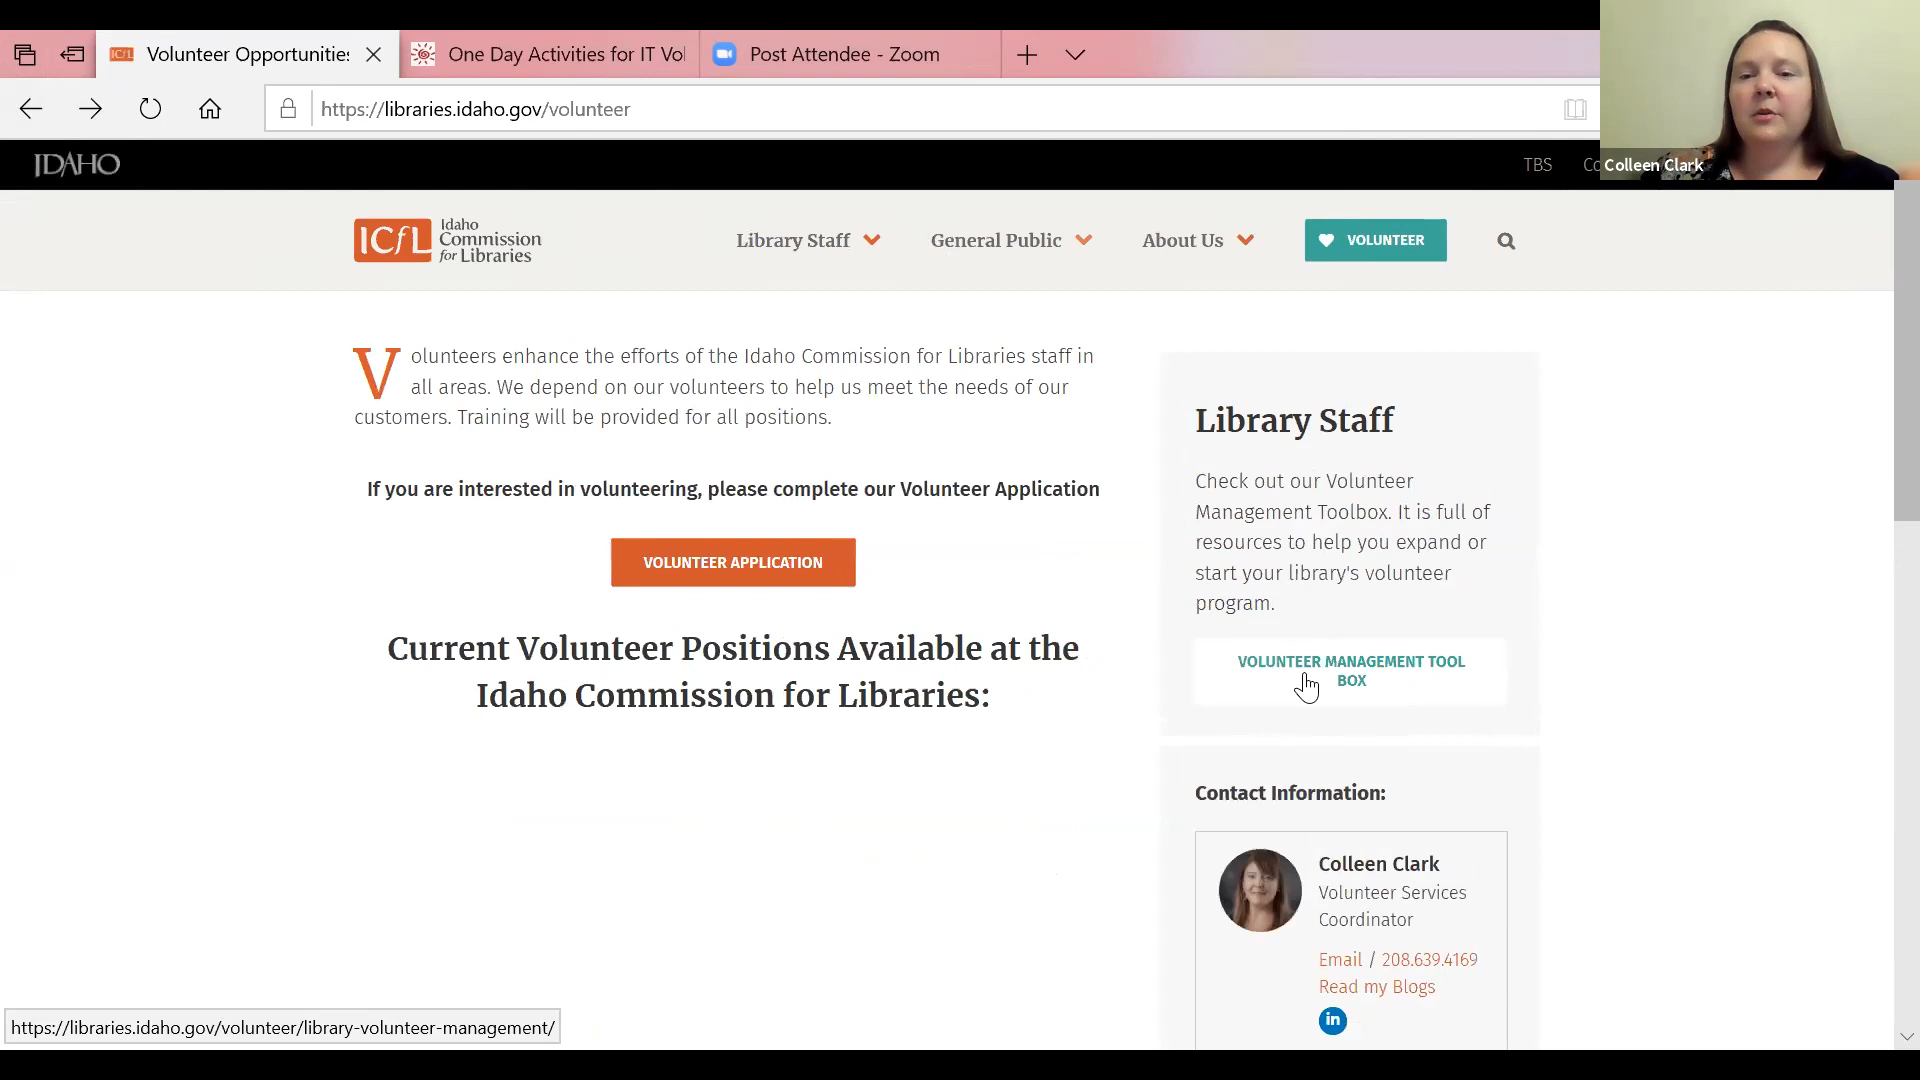 Volunteer Opportunities
One Day Activities for IT Vol
Post Attendee - Zoom
https://libraries.idaho.gov/volunteer
IDAHO
TBS
Colleen Clark
ICfL
Idaho
Commission
for Libraries
Library Staff
General Public
About Us
VOLUNTEER
Volunteers enhance the efforts of the Idaho Commission for Libraries staff in
all areas. We depend on our volunteers to help us meet the needs of our
customers. Training will be provided for all positions.
If you are interested in volunteering, please complete our Volunteer Application
VOLUNTEER APPLICATION
Current Volunteer Positions Available at the
Idaho Commission for Libraries:
Library Staff
Check out our Volunteer
Management Toolbox. It is full of
resources to help you expand or
start your library's volunteer
program.
VOLUNTEER MANAGEMENT TOOL
BOX
Contact Information:
Colleen Clark
Volunteer Services
Coordinator
Email / 208.639.4169
Read my Blogs
in
https://libraries.idaho.gov/volunteer/library-volunteer-management/